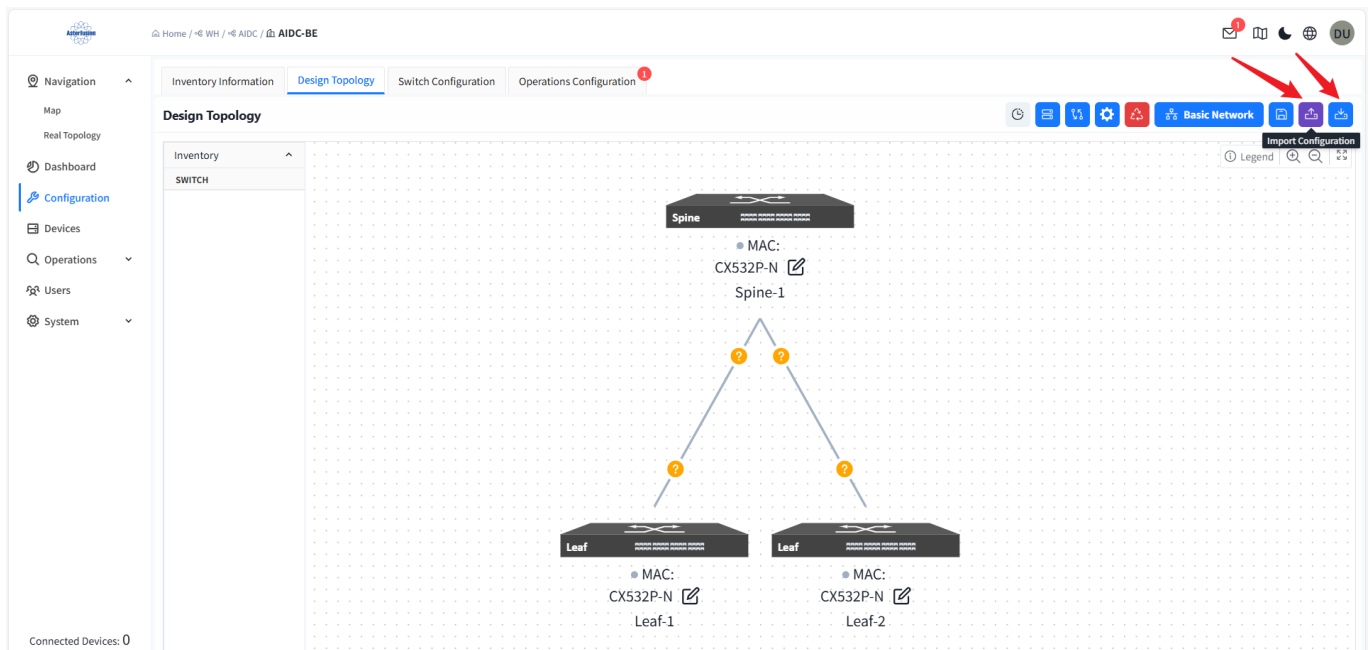 Asterfusion
Home / WH / AIDC / AIDC-BE
1
DU
Navigation
Map
Real Topology
Dashboard
Configuration
Devices
Operations
Users
System
Connected Devices: 0
Inventory Information
Design Topology
Switch Configuration
Operations Configuration
1
Design Topology
Basic Network
Import Configuration
Inventory
SWITCH
Legend
Spine
MAC:
CX532P-N
Spine-1
?
?
?
?
Leaf
MAC:
CX532P-N
Leaf-1
Leaf
MAC:
CX532P-N
Leaf-2